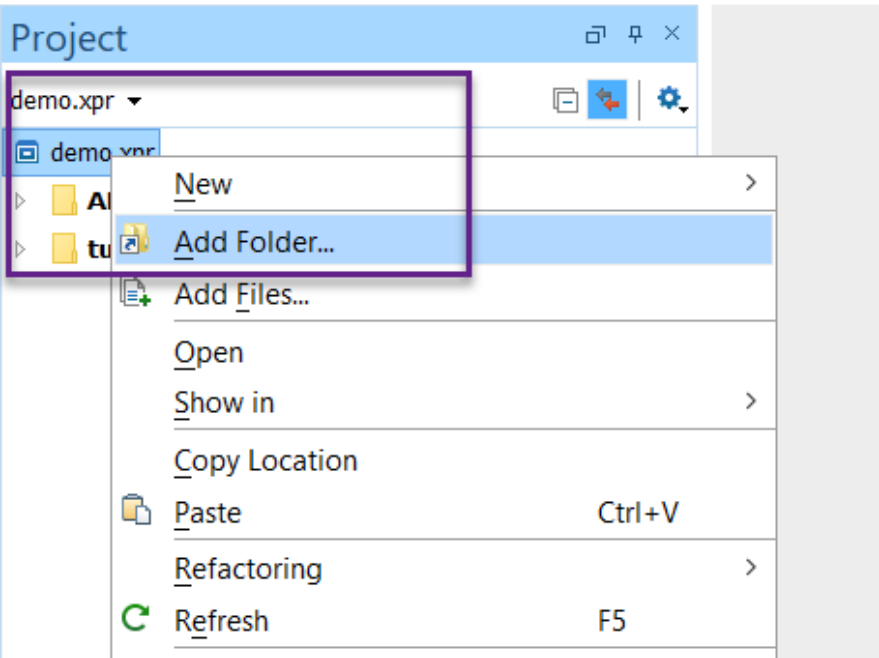 Project
demo.xpr
demo.xpr
New
Add Folder...
Add Files...
Open
Show in
Copy Location
Paste Ctrl+V
Refactoring
Refresh F5